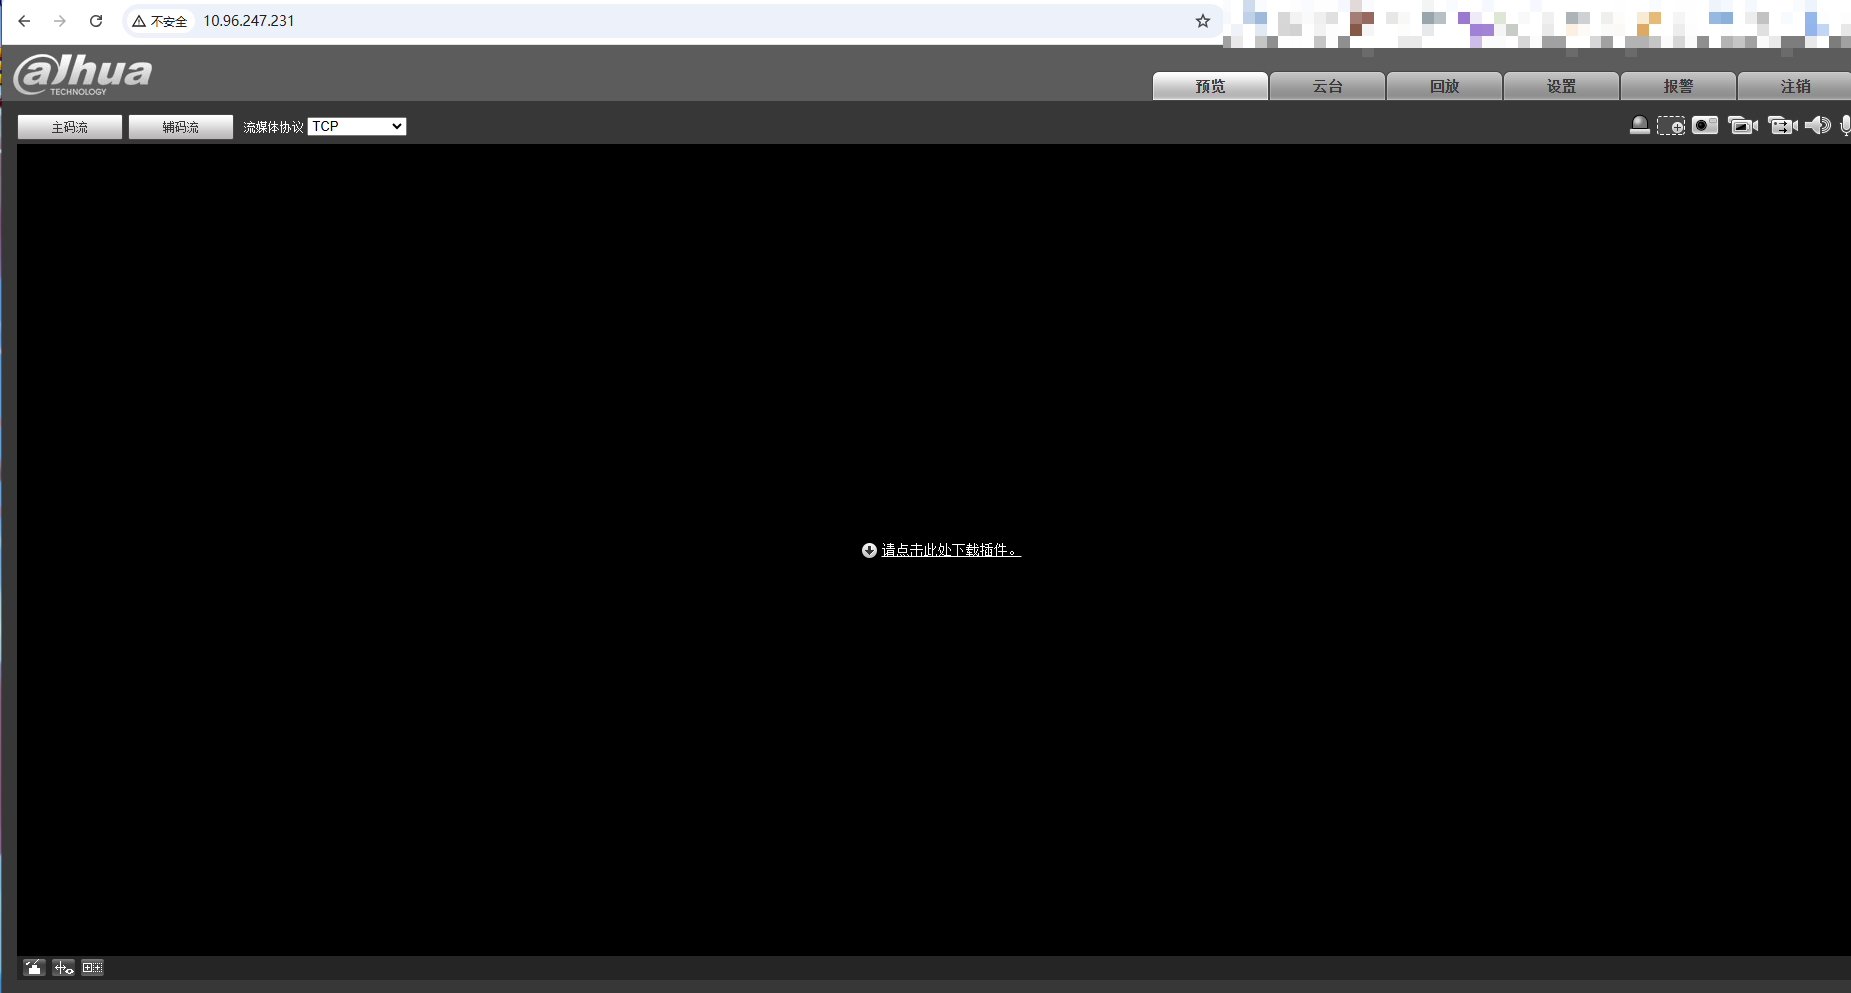 不安全 10.96.247.231
alhua
TECHNOLOGY
预览 云台 回放 设置 报警 注销
主码流 辅码流 流媒体协议 TCP
请点击此处下载插件。